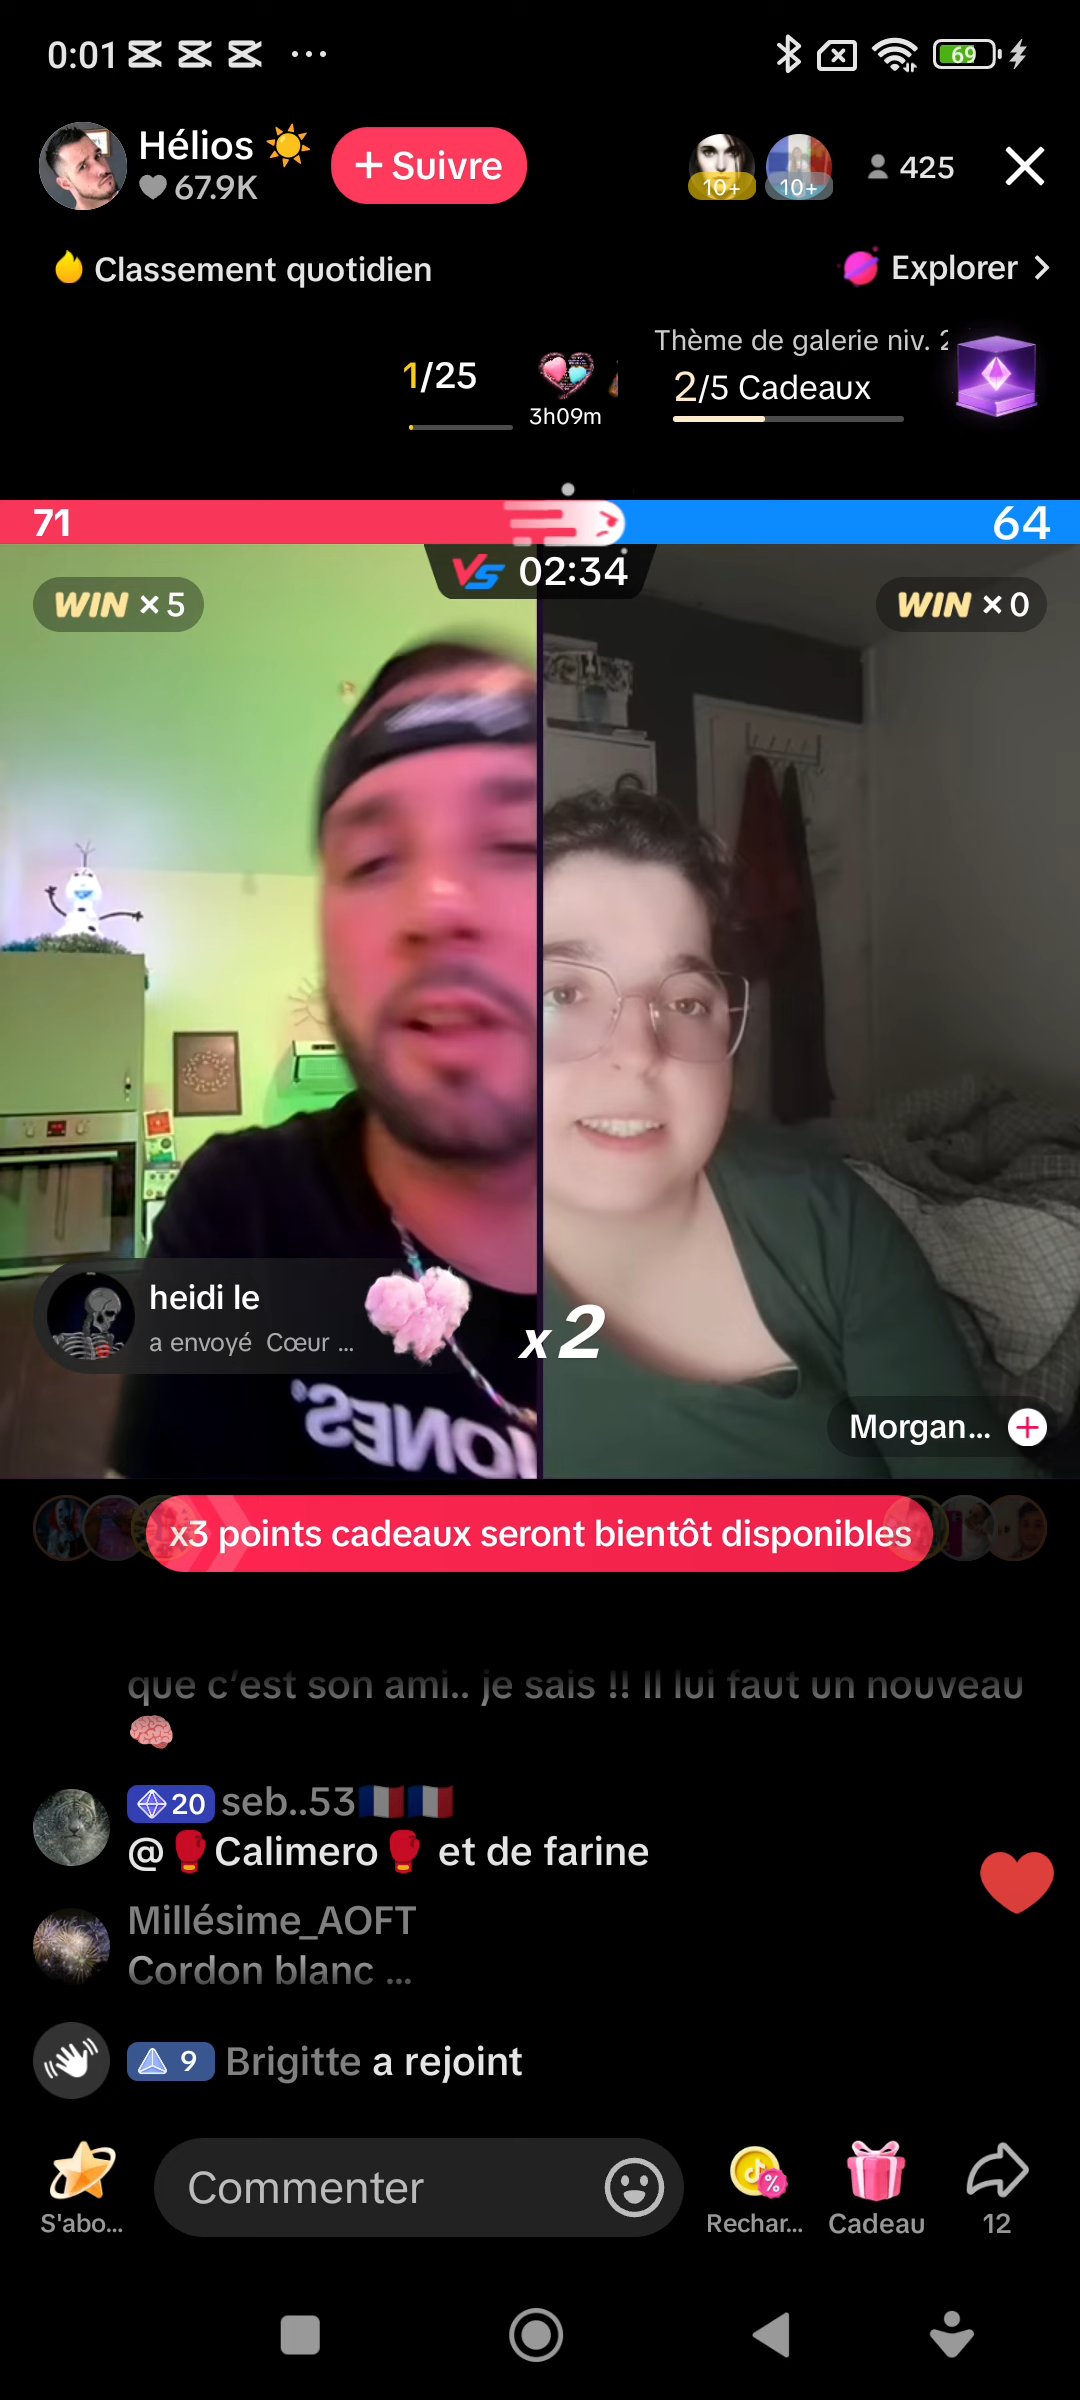 0:01 ...
69
Hélios ☀️
67.9K
+ Suivre
10+
10+
425
Classement quotidien
Explorer >
1/25
3h09m
Thème de galerie niv. 2
2/5 Cadeaux
71
64
VS 02:34
WIN × 5
WIN × 0
heidi le
a envoyé Cœur ...
x2
JONES
Morgan...
x3 points cadeaux seront bientôt disponibles
que c'est son ami.. je sais !! Il lui faut un nouveau
🧠
20 seb..53🇫🇷🇫🇷
@🥊Calimero🥊 et de farine
Millésime_AOFT
Cordon blanc ...
9 Brigitte a rejoint
S'abo...
Commenter
Rechar...
Cadeau
12